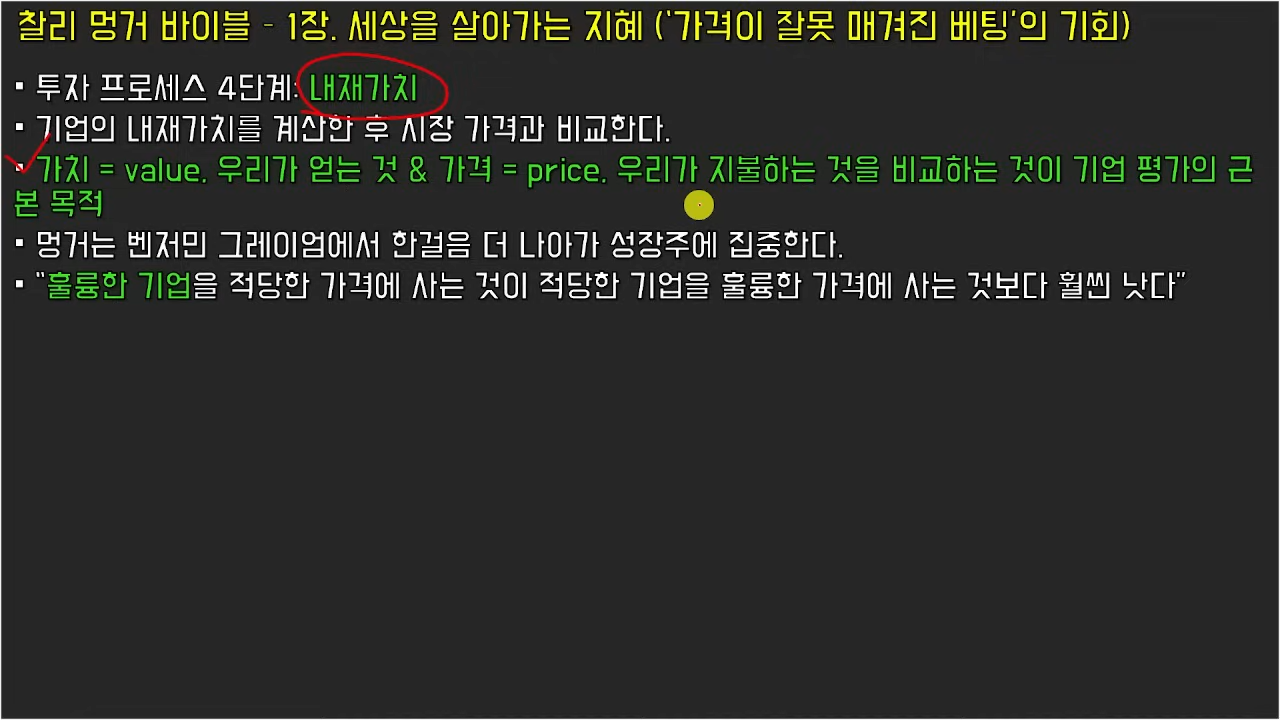 찰리 멍거 바이블 - 1장. 세상을 살아가는 지혜 ('가격이 잘못 매겨진 베팅'의 기회)
▪ 투자 프로세스 4단계: 내재가치
▪ 기업의 내재가치를 계산한 후 시장 가격과 비교한다.
▪ 가치 = value. 우리가 얻는 것 & 가격 = price. 우리가 지불하는 것을 비교하는 것이 기업 평가의 근
본 목적
▪ 멍거는 벤저민 그레이엄에서 한걸음 더 나아가 성장주에 집중한다.
▪ "훌륭한 기업을 적당한 가격에 사는 것이 적당한 기업을 훌륭한 가격에 사는 것보다 훨씬 낫다"